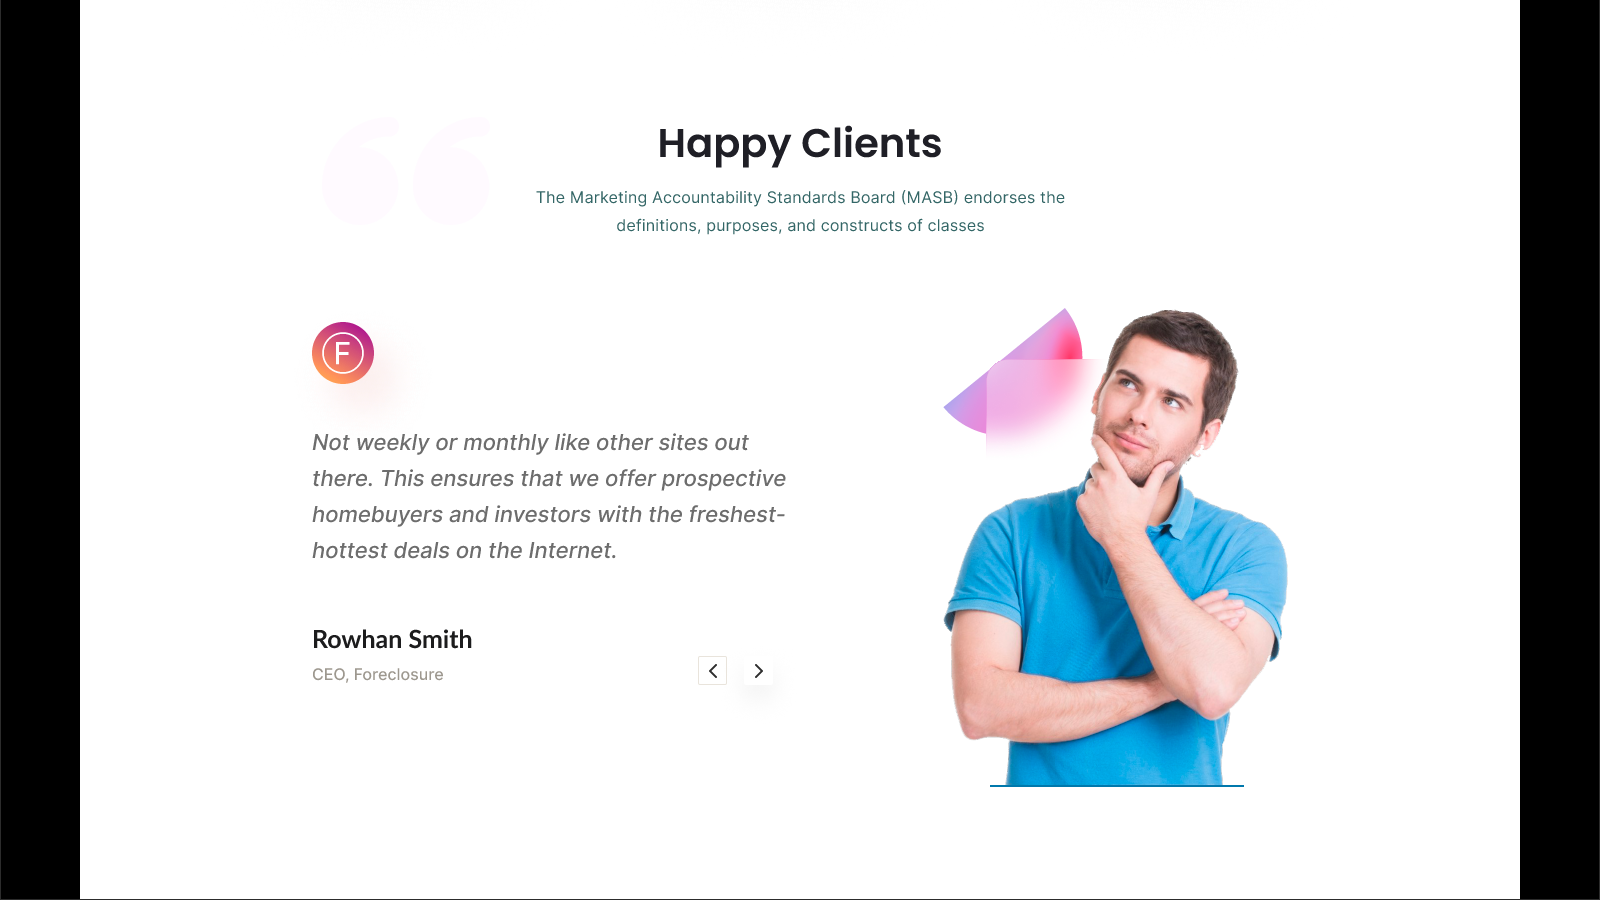 Happy Clients
The Marketing Accountability Standards Board (MASB) endorses the
definitions, purposes, and constructs of classes
F
Not weekly or monthly like other sites out
there. This ensures that we offer prospective
homebuyers and investors with the freshest-
hottest deals on the Internet.
Rowhan Smith
CEO, Foreclosure